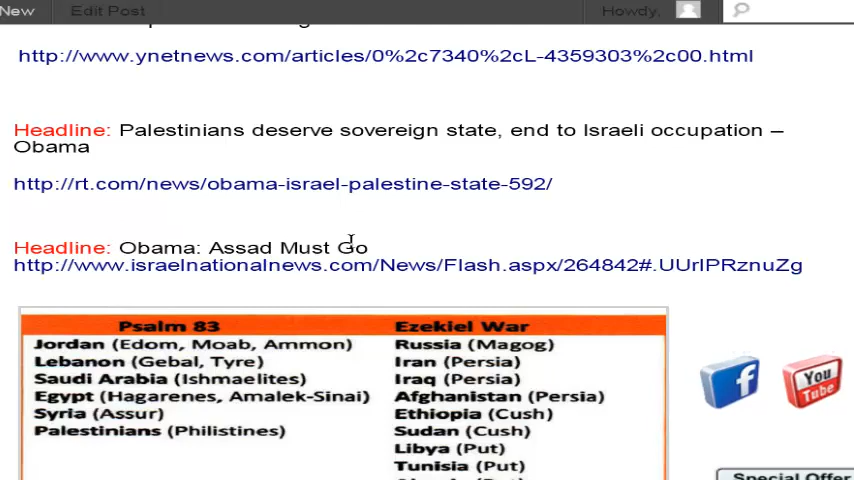 New Edit Post Howdy,
http://www.ynetnews.com/articles/0%2c7340%2cL-4359303%2c00.html
Headline: Palestinians deserve sovereign state, end to Israeli occupation –
Obama
http://rt.com/news/obama-israel-palestine-state-592/
Headline: Obama: Assad Must Go
http://www.israelnationalnews.com/News/Flash.aspx/264842#.UUrIPRznuZg
Psalm 83 Ezekiel War
Jordan (Edom, Moab, Ammon) Russia (Magog)
Lebanon (Gebal, Tyre) Iran (Persia)
Saudi Arabia (Ishmaelites) Iraq (Persia)
Egypt (Hagarenes, Amalek-Sinai) Afghanistan (Persia)
Syria (Assur) Ethiopia (Cush)
Palestinians (Philistines) Sudan (Cush)
Libya (Put)
Tunisia (Put)
f
You
Tube
Special Offer